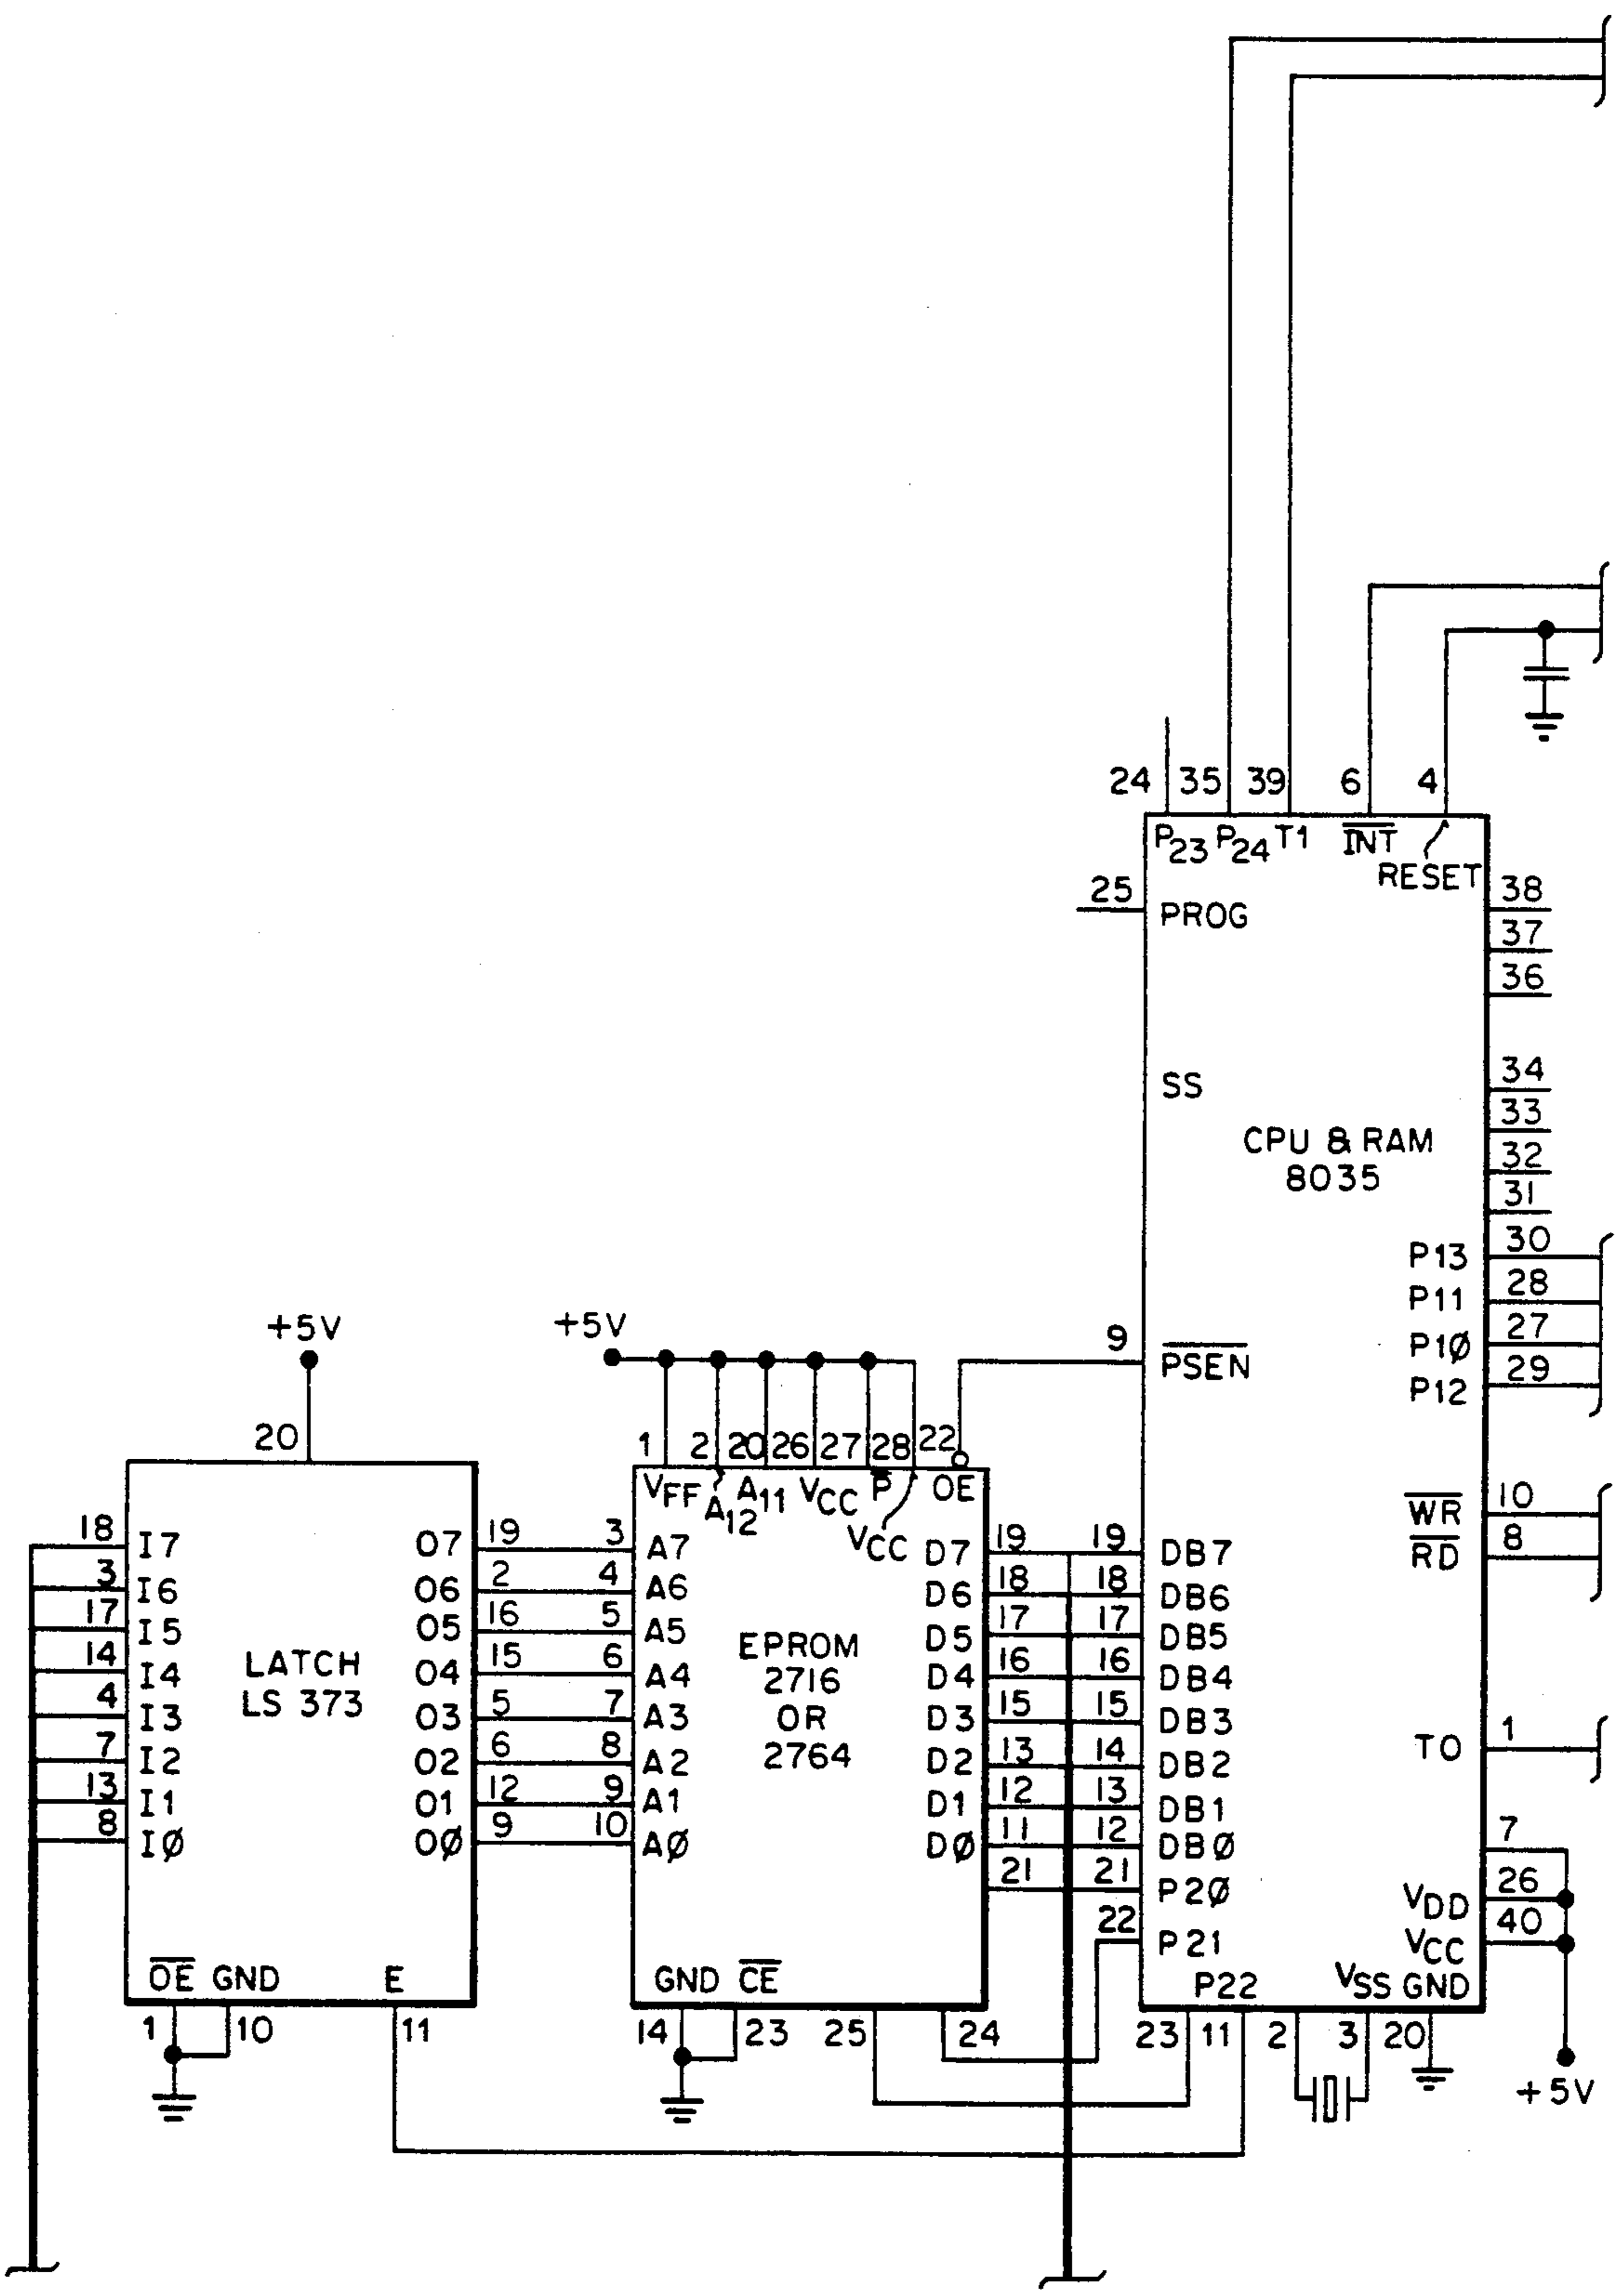 24 35 39 6 4
P23 P24 T1 INT
RESET
25 PROG
38
37
36
SS
34
33
CPU & RAM
8035
32
31
P13 30
P11 28
P1Ø 27
P12 29
+5V
+5V
9 PSEN
20
1 2 20 26 27 28 22
VFF A12 A11 VCC P VCC OE
WR 10
RD 8
18 I7 O7 19 3 A7 D7 19 19 DB7
3 I6 O6 2 4 A6 D6 18 18 DB6
17 I5 O5 16 5 A5 D5 17 17 DB5
14 I4 O4 15 6 A4 D4 16 16 DB4
4 I3 O3 5 7 A3 D3 15 15 DB3
7 I2 O2 6 8 A2 D2 13 14 DB2
13 I1 O1 12 9 A1 D1 12 13 DB1
8 IØ OØ 9 10 AØ DØ 11 12 DBØ
LATCH
LS 373
EPROM
2716
OR
2764
TO 1
7
21 21 P2Ø
VDD 26
22 P21
VCC 40
OE GND E
GND CE
P22 VSS GND
1 10 11
14 23 25 24
23 11 2 3 20
+5V